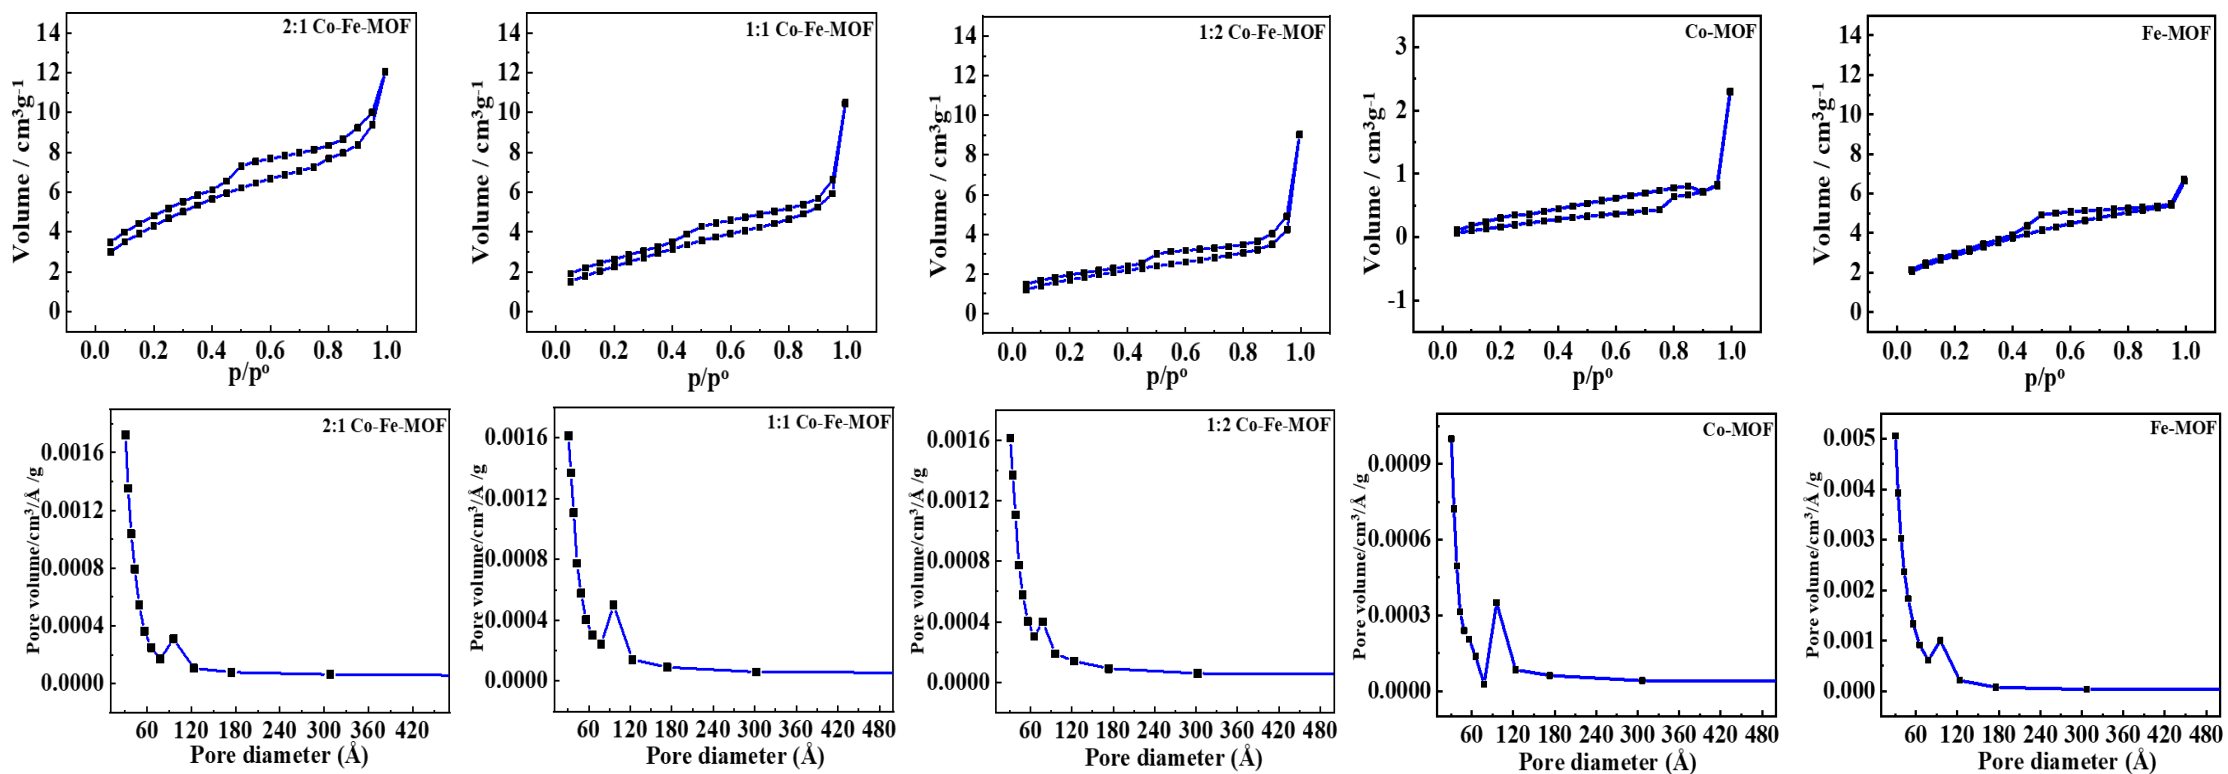 2:1 Co-Fe-MOF
Volume / cm³g⁻¹
14
12
10
8
6
4
2
0
0.0 0.2 0.4 0.6 0.8 1.0
p/pᵒ
1:1 Co-Fe-MOF
Volume / cm³g⁻¹
14
12
10
8
6
4
2
0
0.0 0.2 0.4 0.6 0.8 1.0
p/pᵒ
1:2 Co-Fe-MOF
Volume / cm³g⁻¹
14
12
10
8
6
4
2
0
0.0 0.2 0.4 0.6 0.8 1.0
p/pᵒ
Co-MOF
Volume / cm³g⁻¹
3
2
1
0
-1
0.0 0.2 0.4 0.6 0.8 1.0
p/pᵒ
Fe-MOF
Volume / cm³g⁻¹
14
12
10
8
6
4
2
0
0.0 0.2 0.4 0.6 0.8 1.0
p/pᵒ
2:1 Co-Fe-MOF
Pore volume/cm³/Å /g
0.0016
0.0012
0.0008
0.0004
0.0000
60 120 180 240 300 360 420
Pore diameter (Å)
1:1 Co-Fe-MOF
Pore volume/cm³/Å /g
0.0016
0.0012
0.0008
0.0004
0.0000
60 120 180 240 300 360 420 480
Pore diameter (Å)
1:2 Co-Fe-MOF
Pore volume/cm³/Å /g
0.0016
0.0012
0.0008
0.0004
0.0000
60 120 180 240 300 360 420 480
Pore diameter (Å)
Co-MOF
Pore volume/cm³/Å /g
0.0009
0.0006
0.0003
0.0000
60 120 180 240 300 360 420 480
Pore diameter (Å)
Fe-MOF
Pore volume/cm³/Å /g
0.005
0.004
0.003
0.002
0.001
0.000
60 120 180 240 300 360 420 480
Pore diameter (Å)